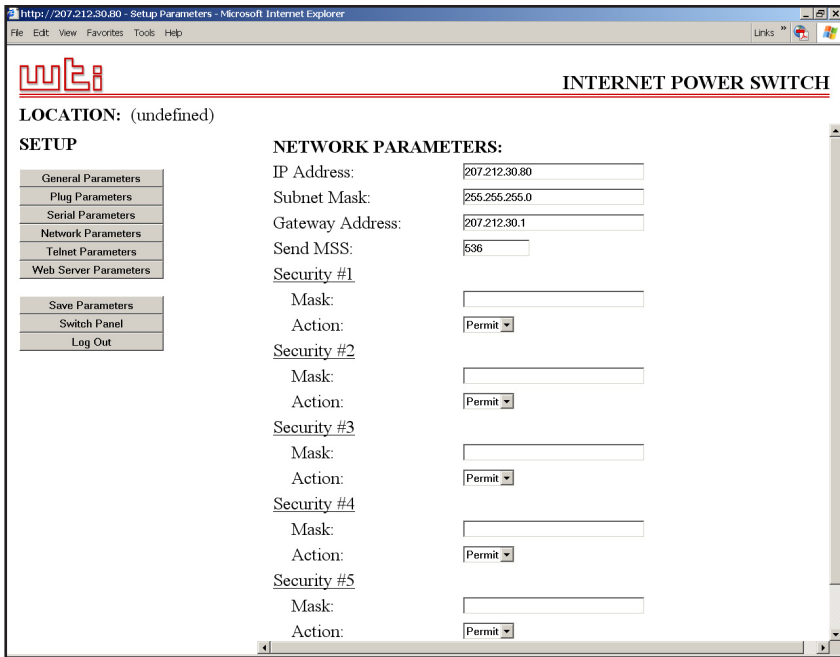 http://207.212.30.80 - Setup Parameters - Microsoft Internet Explorer
File Edit View Favorites Tools Help Links »
wti
INTERNET POWER SWITCH
LOCATION: (undefined)
SETUP
General Parameters
Plug Parameters
Serial Parameters
Network Parameters
Telnet Parameters
Web Server Parameters
Save Parameters
Switch Panel
Log Out
NETWORK PARAMETERS:
IP Address: 207.212.30.80
Subnet Mask: 255.255.255.0
Gateway Address: 207.212.30.1
Send MSS: 536
Security #1
Mask:
Action: Permit
Security #2
Mask:
Action: Permit
Security #3
Mask:
Action: Permit
Security #4
Mask:
Action: Permit
Security #5
Mask:
Action: Permit